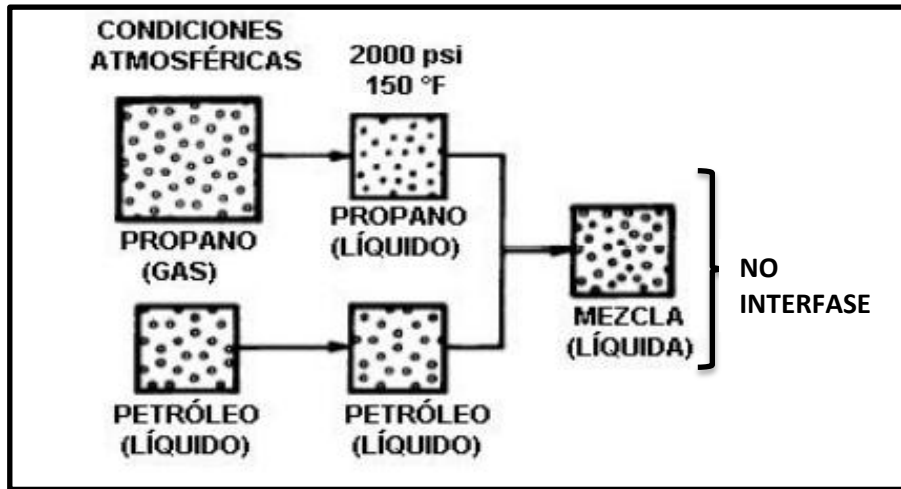 CONDICIONES
ATMOSFÉRICAS
2000 psi
150 °F
PROPANO
(GAS)
PROPANO
(LÍQUIDO)
PETRÓLEO
(LÍQUIDO)
PETRÓLEO
(LÍQUIDO)
MEZCLA
(LÍQUIDA)
NO
INTERFASE